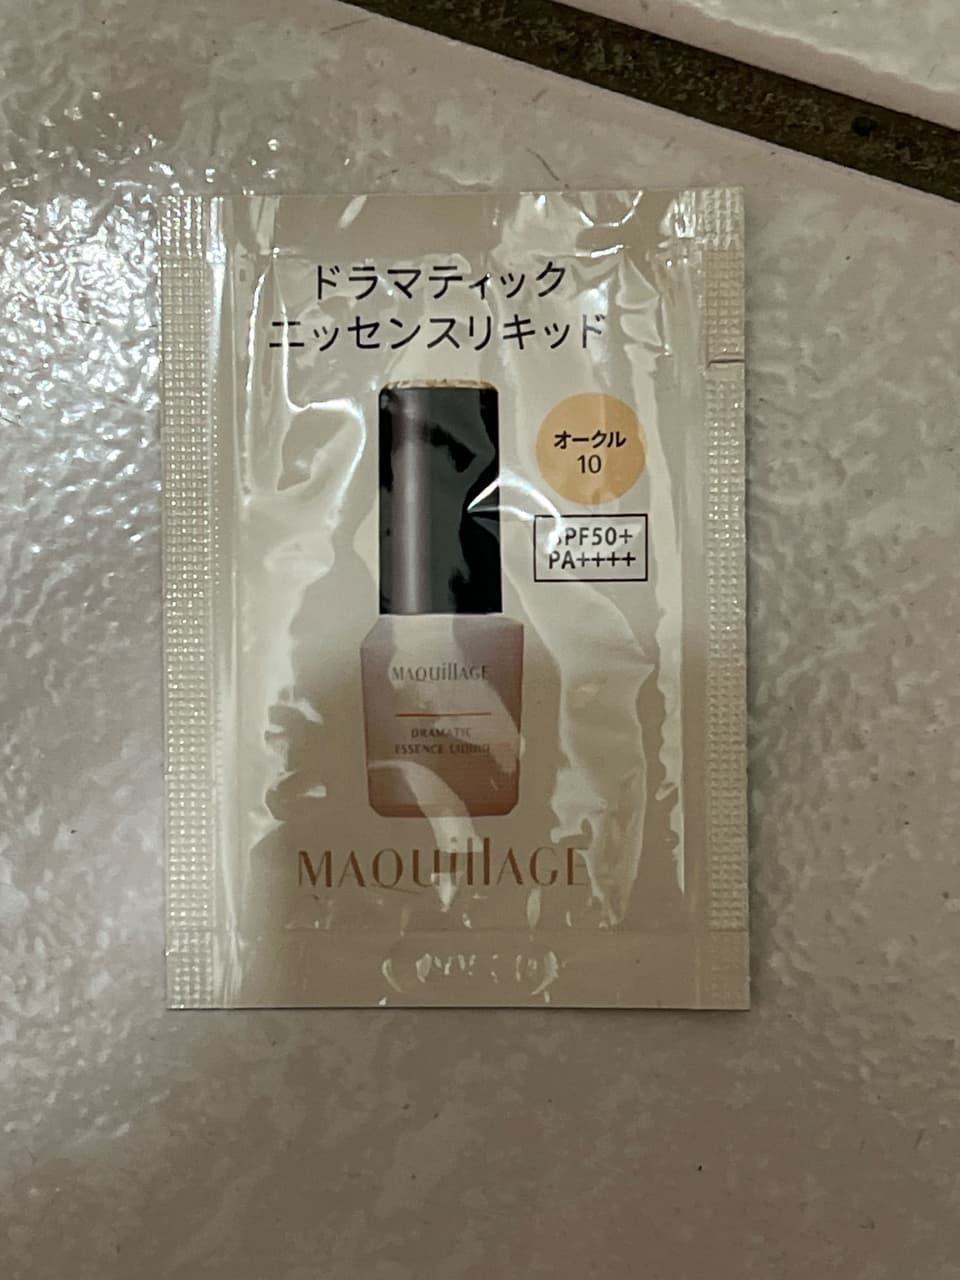 ドラマティック
エッセンスリキッド
オークル
10
SPF50+
PA++++
MAQuillAGE
DRAMATIC
ESSENCE LIQUID
MAQuillAGE